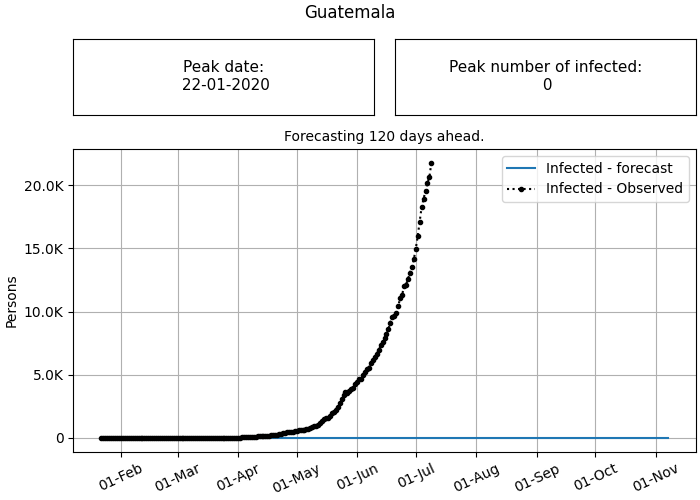 Guatemala
Peak date:
22-01-2020
Peak number of infected:
0
Forecasting 120 days ahead.
Infected - forecast
Infected - Observed
20.0K
15.0K
10.0K
5.0K
0
Persons
01-Feb
01-Mar
01-Apr
01-May
01-Jun
01-Jul
01-Aug
01-Sep
01-Oct
01-Nov